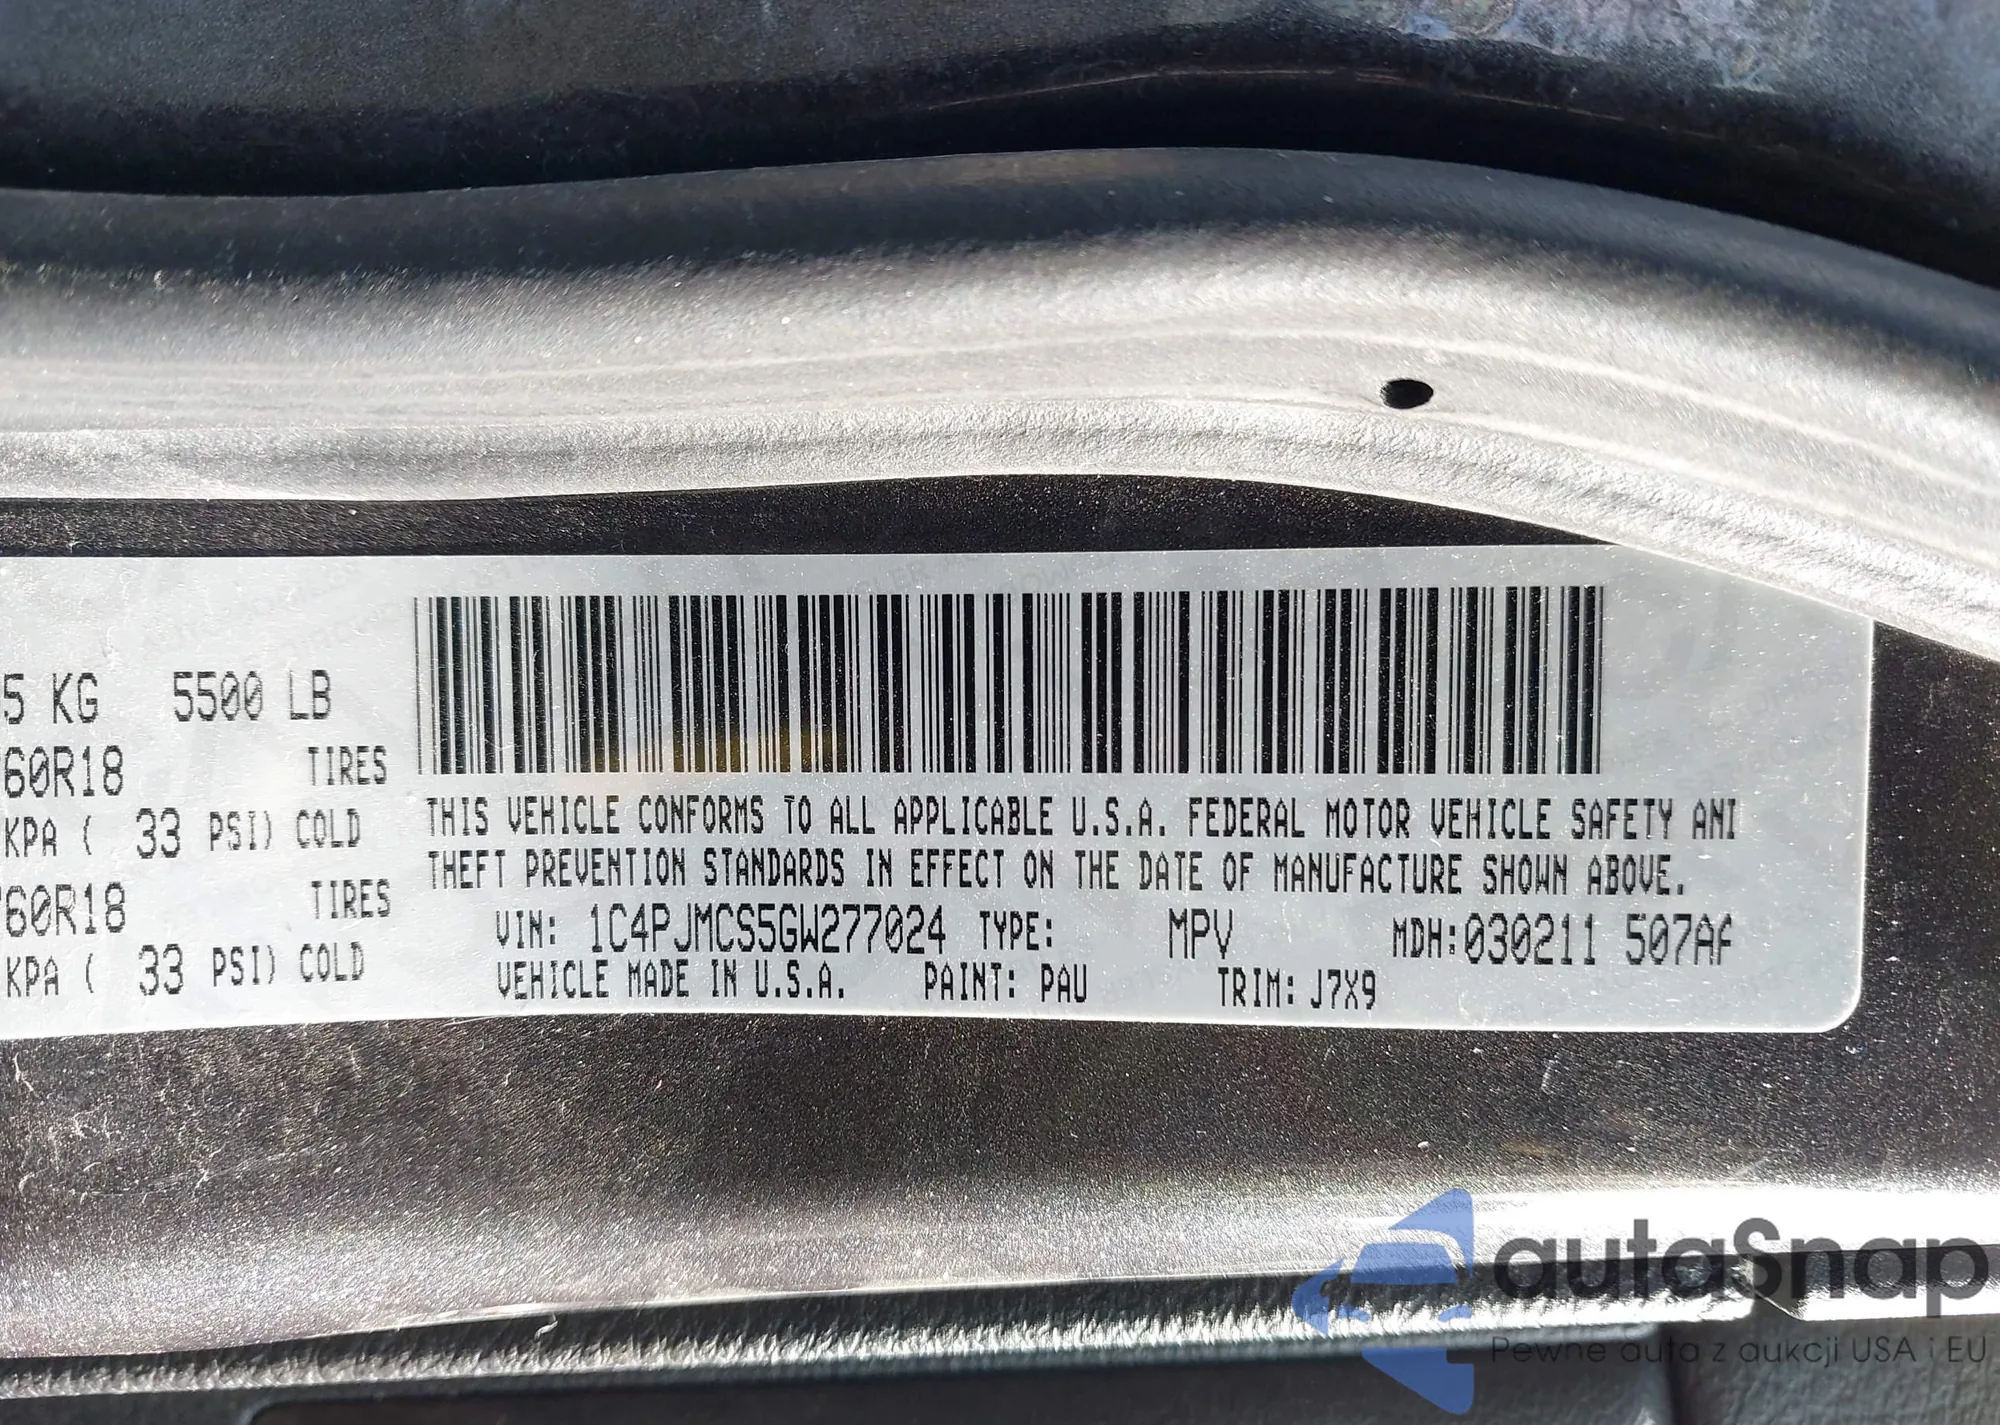 5 KG 5500 LB
60R18 TIRES
KPA ( 33 PSI) COLD
60R18 TIRES
KPA ( 33 PSI) COLD
THIS VEHICLE CONFORMS TO ALL APPLICABLE U.S.A. FEDERAL MOTOR VEHICLE SAFETY
THEFT PREVENTION STANDARDS IN EFFECT ON THE DATE OF MANUFACTURE SHOWN ABOVE.
VIN: 1C4PJMCS5GW277024 TYPE: MPV MDH:030211 507
VEHICLE MADE IN U.S.A. PAINT: PAU TRIM: J7X9
autaSnap
Pewne auta z aukcji USA i EU